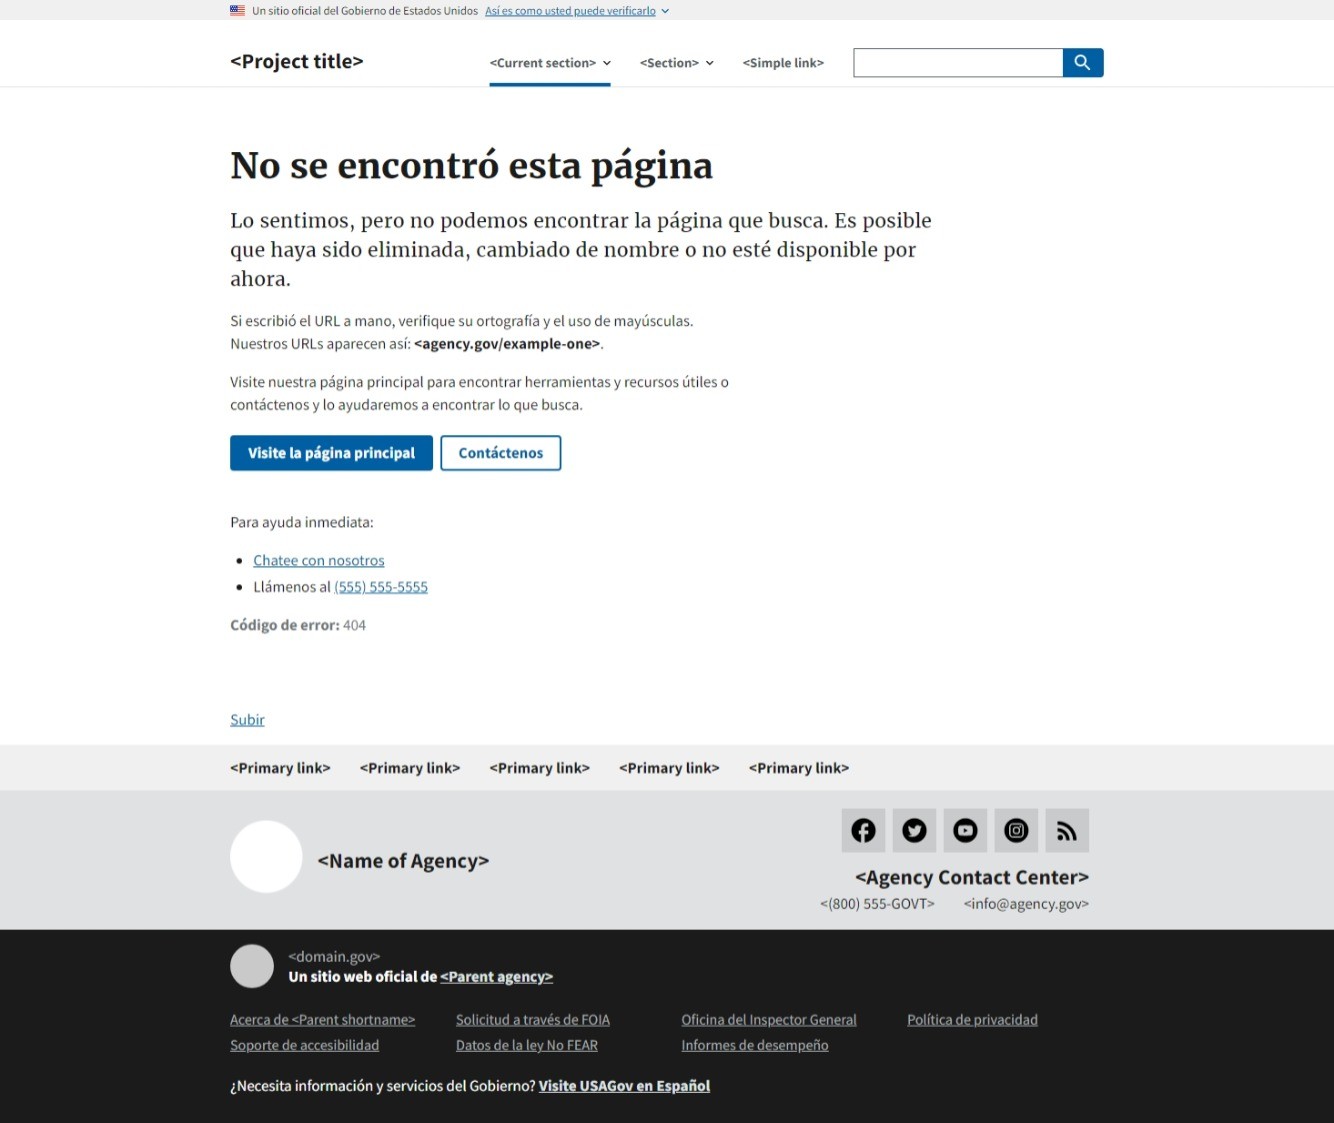 Un sitio oficial del Gobierno de Estados Unidos Así es como usted puede verificarlo
<Project title>
<Current section> <Section> <Simple link>
No se encontró esta página
Lo sentimos, pero no podemos encontrar la página que busca. Es posible
que haya sido eliminada, cambiado de nombre o no esté disponible por
ahora.
Si escribió el URL a mano, verifique su ortografía y el uso de mayúsculas.
Nuestros URLs aparecen así: <agency.gov/example-one>.
Visite nuestra página principal para encontrar herramientas y recursos útiles o
contáctenos y lo ayudaremos a encontrar lo que busca.
Visite la página principal Contáctenos
Para ayuda inmediata:
• Chatee con nosotros
• Llámenos al (555) 555-5555
Código de error: 404
Subir
<Primary link> <Primary link> <Primary link> <Primary link> <Primary link>
<Name of Agency>
<Agency Contact Center>
<(800) 555-GOVT> <info@agency.gov>
<domain.gov>
Un sitio web oficial de <Parent agency>
Acerca de <Parent shortname> Solicitud a través de FOIA Oficina del Inspector General Política de privacidad
Soporte de accesibilidad Datos de la ley No FEAR Informes de desempeño
¿Necesita información y servicios del Gobierno? Visite USAGov en Español